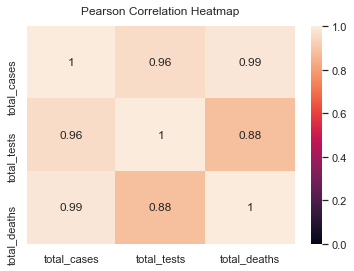 Pearson Correlation Heatmap
total_cases
1
0.96
0.99
total_tests
0.96
1
0.88
total_deaths
0.99
0.88
1
total_cases
total_tests
total_deaths
1.0
0.8
0.6
0.4
0.2
0.0